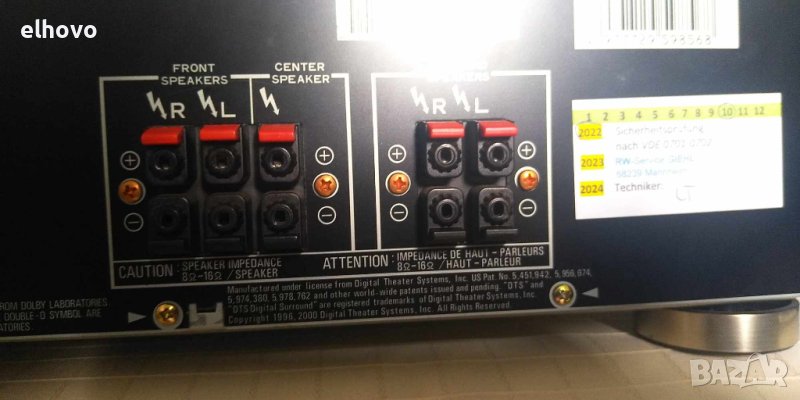 elhovo
FRONT SPEAKERS
CENTER SPEAKER
R L
R L
CAUTION : SPEAKER IMPEDANCE 8Ω-16Ω / SPEAKER
ATTENTION : IMPEDANCE DE HAUT - PARLEURS 8Ω-16Ω / HAUT - PARLEUR
1 2 3 4 5 6 7 8 9 10 11 12
2022 Sicherheitsprüfung
nach VDE 0701-0702
2023 RW-Service
2024 Techniker:
FROM DOLBY LABORATORIES
DOUBLE-D SYMBOL ARE
Manufactured under license from Digital Theater Systems, Inc. US Pat. No. 5,451,942, 5,956,674,
5,974,380, 5,978,762 and other world-wide patents issued and pending. "DTS" and
"DTS Digital Surround" are registered trademarks of Digital Theater Systems, Inc.
Copyright 1996, 2000 Digital Theater Systems, Inc. All Rights Reserved.
BAZAR